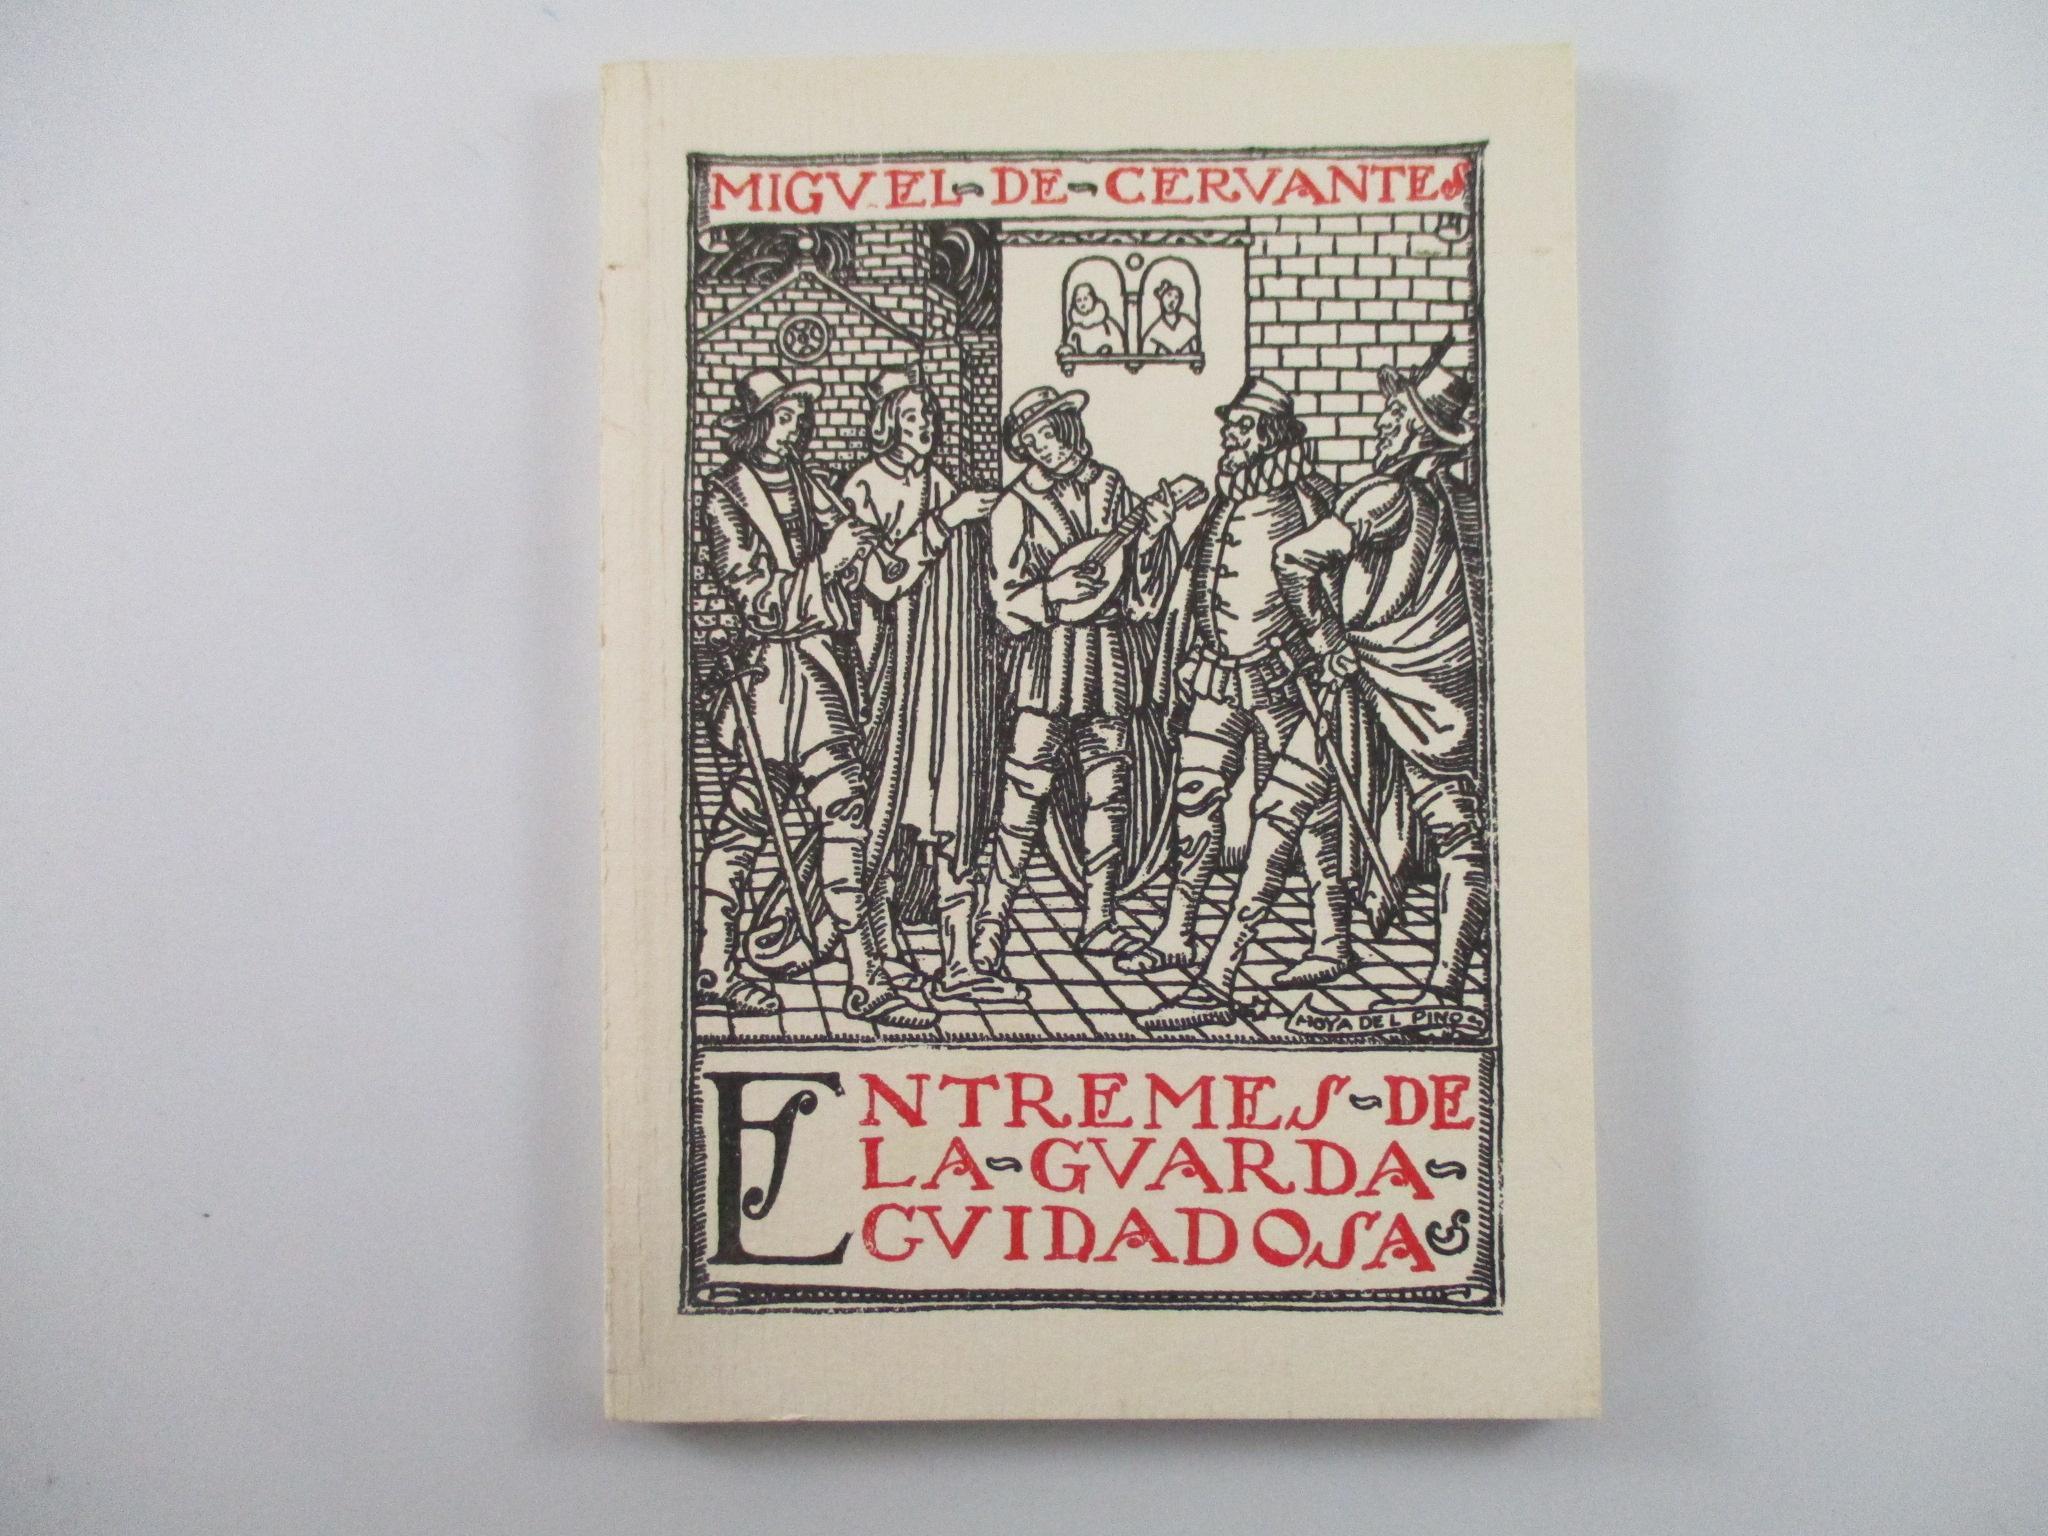 MIGVEL-DE-CERVANTES
MOYA DEL PINO
ENTREMES-DE
LA-GVARDA-
CVIDADOSA